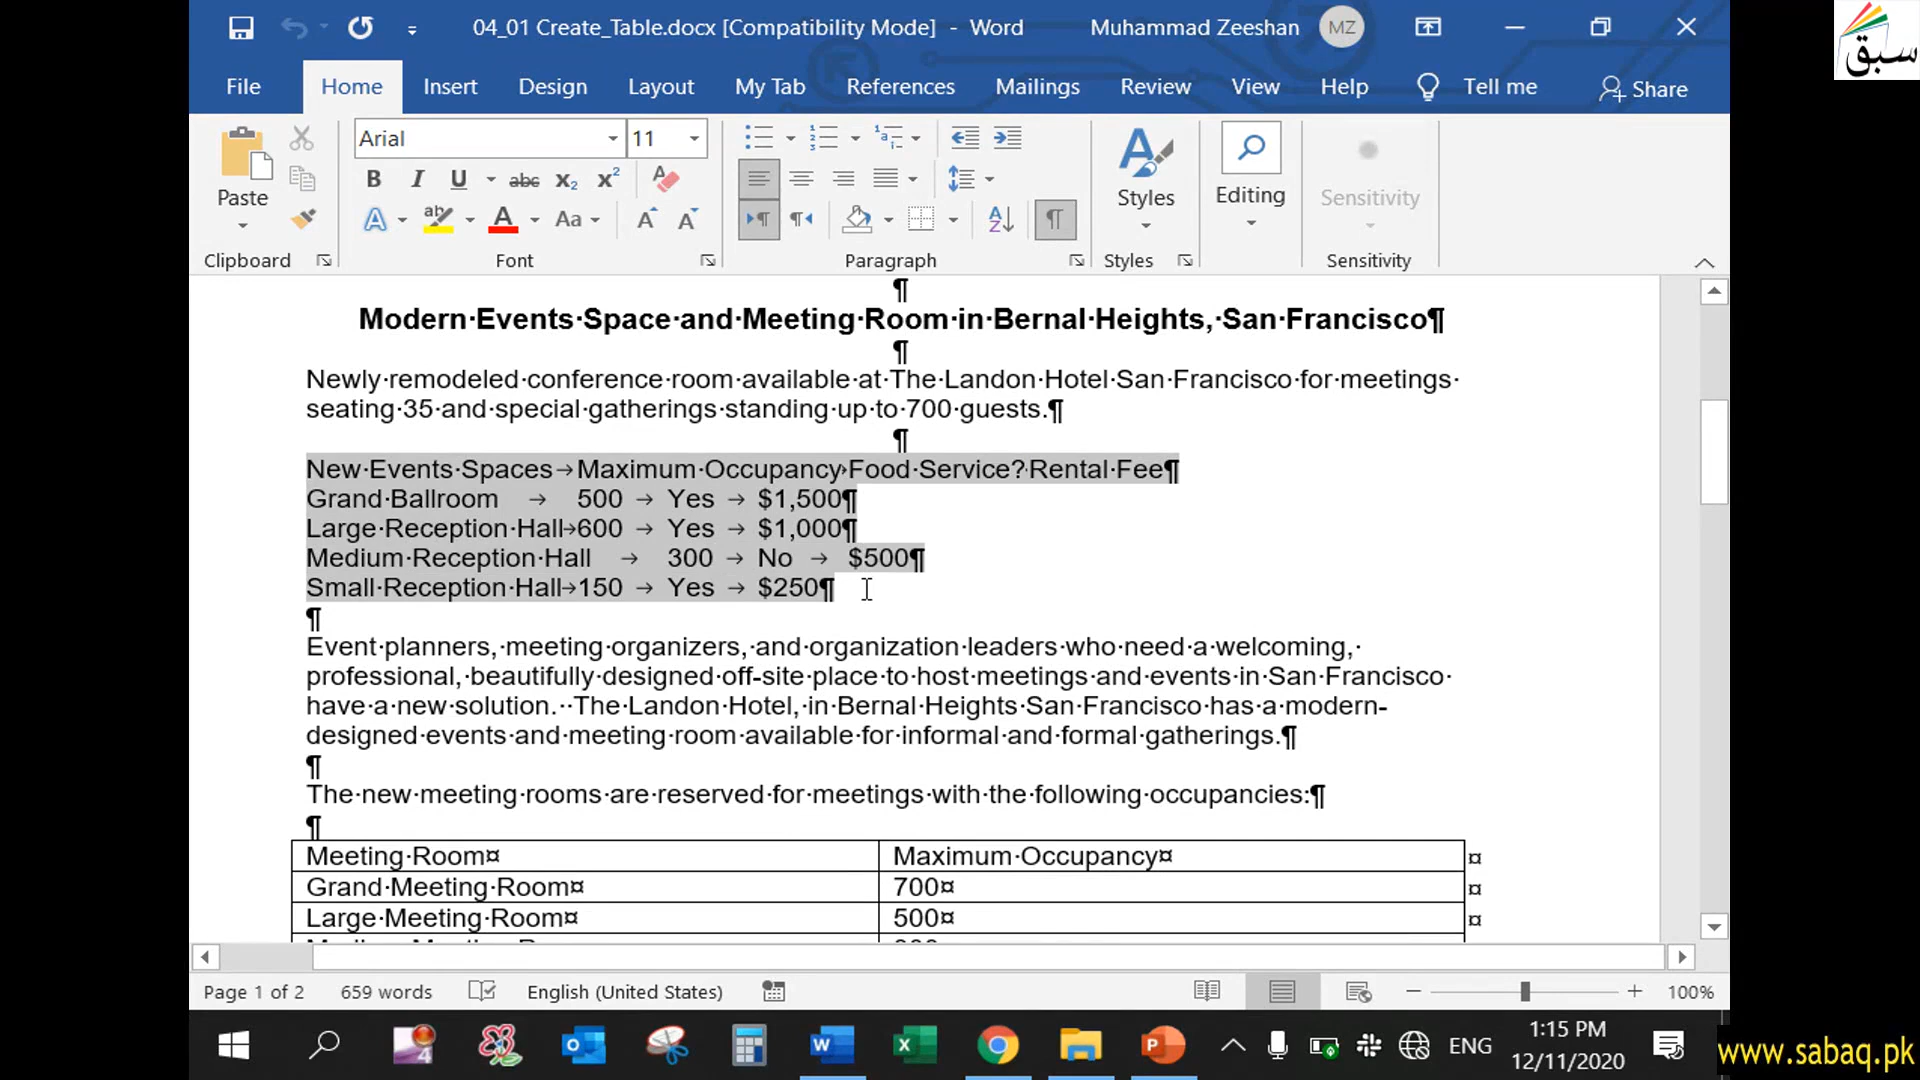 04_01 Create_Table.docx [Compatibility Mode] - Word
Muhammad Zeeshan
MZ
سبق
File
Home
Insert
Design
Layout
My Tab
References
Mailings
Review
View
Help
Tell me
Share
Paste
Clipboard
Arial
11
Font
Paragraph
Styles
Styles
Editing
Sensitivity
Sensitivity
¶
Modern·Events·Space·and·Meeting·Room·in·Bernal·Heights,·San·Francisco¶
¶
Newly·remodeled·conference·room·available·at·The·Landon·Hotel·San·Francisco·for·meetings·
seating·35·and·special·gatherings·standing·up·to·700·guests.¶
¶
New·Events·Spaces→Maximum·Occupancy→Food·Service?→Rental·Fee¶
Grand·Ballroom → 500 → Yes → $1,500¶
Large·Reception·Hall→600 → Yes → $1,000¶
Medium·Reception·Hall → 300 → No → $500¶
Small·Reception·Hall→150 → Yes → $250¶
¶
Event·planners,·meeting·organizers,·and·organization·leaders·who·need·a·welcoming,·
professional,·beautifully·designed·off-site·place·to·host·meetings·and·events·in·San·Francisco·
have·a·new·solution.··The·Landon·Hotel,·in·Bernal·Heights·San·Francisco·has·a·modern-
designed·events·and·meeting·room·available·for·informal·and·formal·gatherings.¶
¶
The·new·meeting·rooms·are·reserved·for·meetings·with·the·following·occupancies:¶
¶
Meeting·Room¤ Maximum·Occupancy¤ ¤
Grand·Meeting·Room¤ 700¤ ¤
Large·Meeting·Room¤ 500¤ ¤
Page 1 of 2
659 words
English (United States)
100%
4
ENG
1:15 PM
12/11/2020
www.sabaq.pk